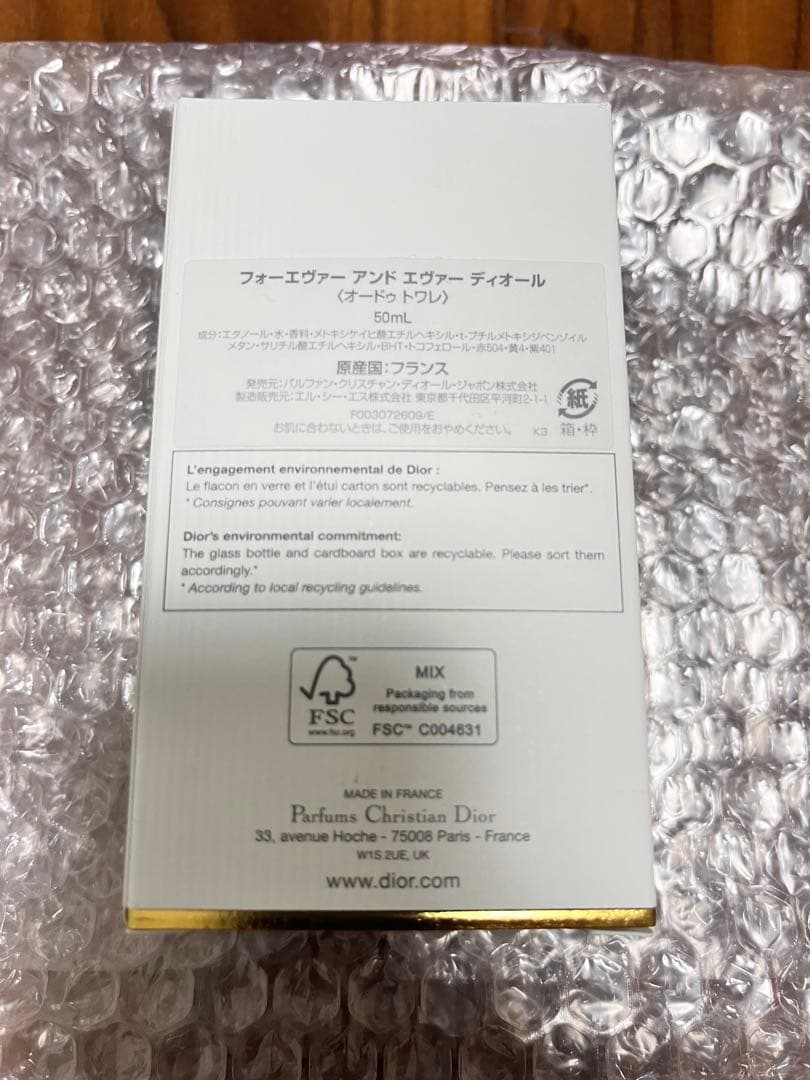 フォーエヴァー アンド エヴァー ディオール
〈オードゥ トワレ〉
50mL
成分:エタノール・水・香料・メトキシケイヒ酸エチルヘキシル・t-ブチルメトキシジベンゾイル
メタン・サリチル酸エチルヘキシル・BHT・トコフェロール・赤504・黄4・紫401
原産国:フランス
発売元:パルファン・クリスチャン・ディオール・ジャポン株式会社
製造販売元:エル・シー・エス株式会社 東京都千代田区平河町2-1-1
F003072609/E
お肌に合わないときは、ご使用をおやめください。 K3
紙
箱・枠
L'engagement environnemental de Dior :
Le flacon en verre et l'étui carton sont recyclables. Pensez à les trier*.
* Consignes pouvant varier localement.
Dior's environmental commitment:
The glass bottle and cardboard box are recyclable. Please sort them
accordingly.*
* According to local recycling guidelines.
FSC
www.fsc.org
MIX
Packaging from
responsible sources
FSC™ C004631
MADE IN FRANCE
Parfums Christian Dior
33, avenue Hoche - 75008 Paris - France
W1S 2UE, UK
www.dior.com